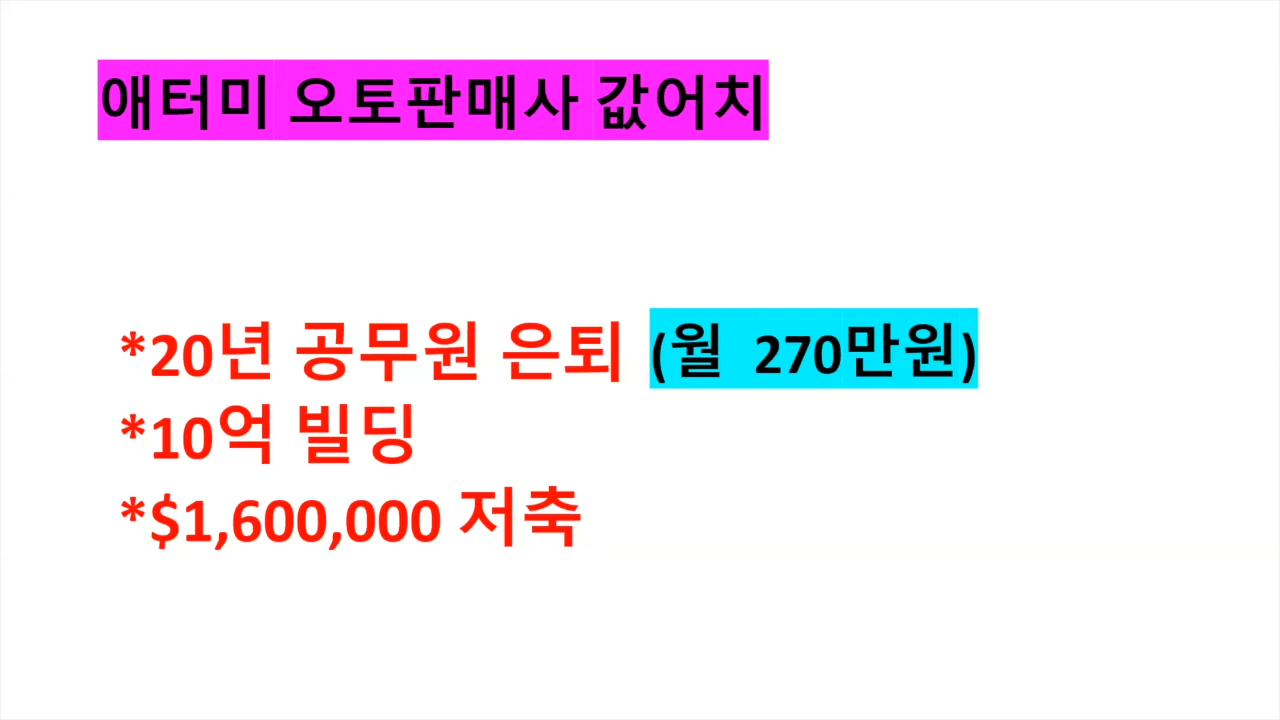 애터미 오토판매사 값어치
*20년 공무원 은퇴 (월 270만원)
*10억 빌딩
*$1,600,000 저축